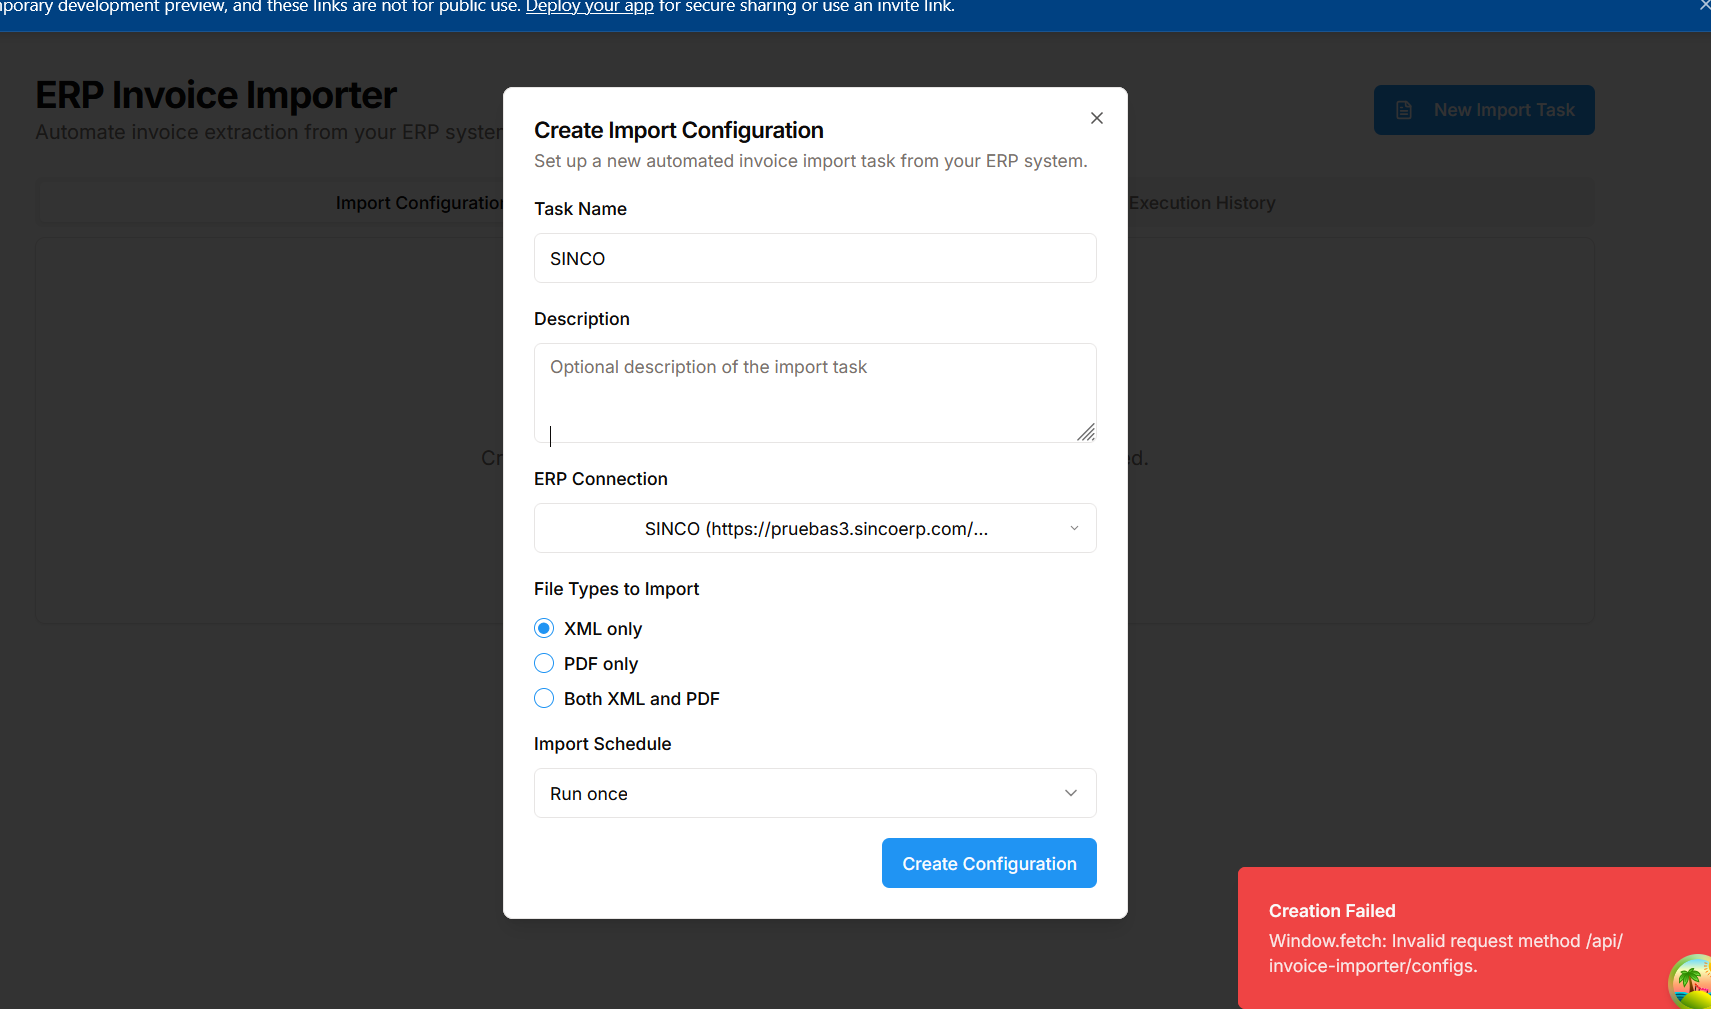 porary development preview, and these links are not for public use. Deploy your app for secure sharing or use an invite link.
ERP Invoice Importer
Automate invoice extraction from your ERP system
New Import Task
Import Configuration
Execution History
Create Import Configuration
Set up a new automated invoice import task from your ERP system.
Task Name
SINCO
Description
Optional description of the import task
ERP Connection
SINCO (https://pruebas3.sincoerp.com/...
File Types to Import
XML only
PDF only
Both XML and PDF
Import Schedule
Run once
Create Configuration
Cr
ed.
Creation Failed
Window.fetch: Invalid request method /api/
invoice-importer/configs.